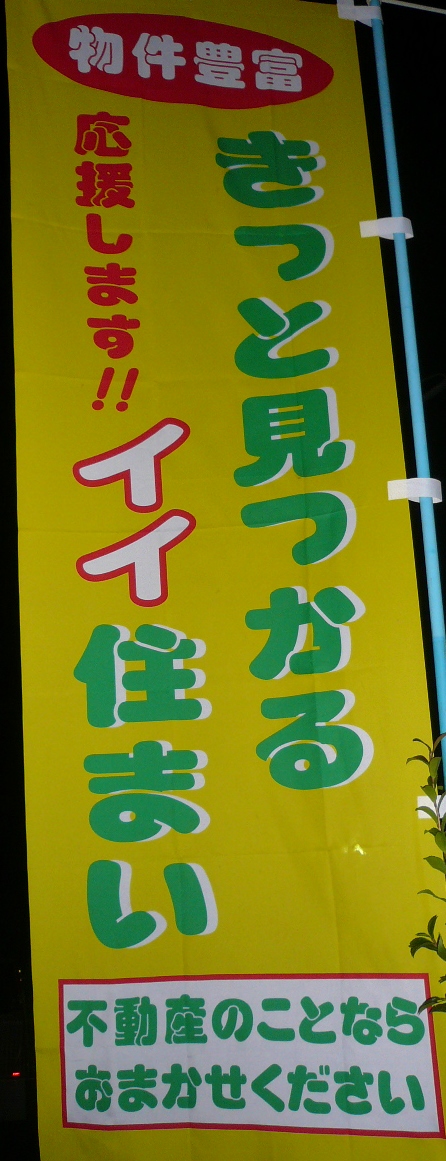 物件豊富
きっと見つかる
応援します!!
イイ住まい
不動産のことなら
おまかせください